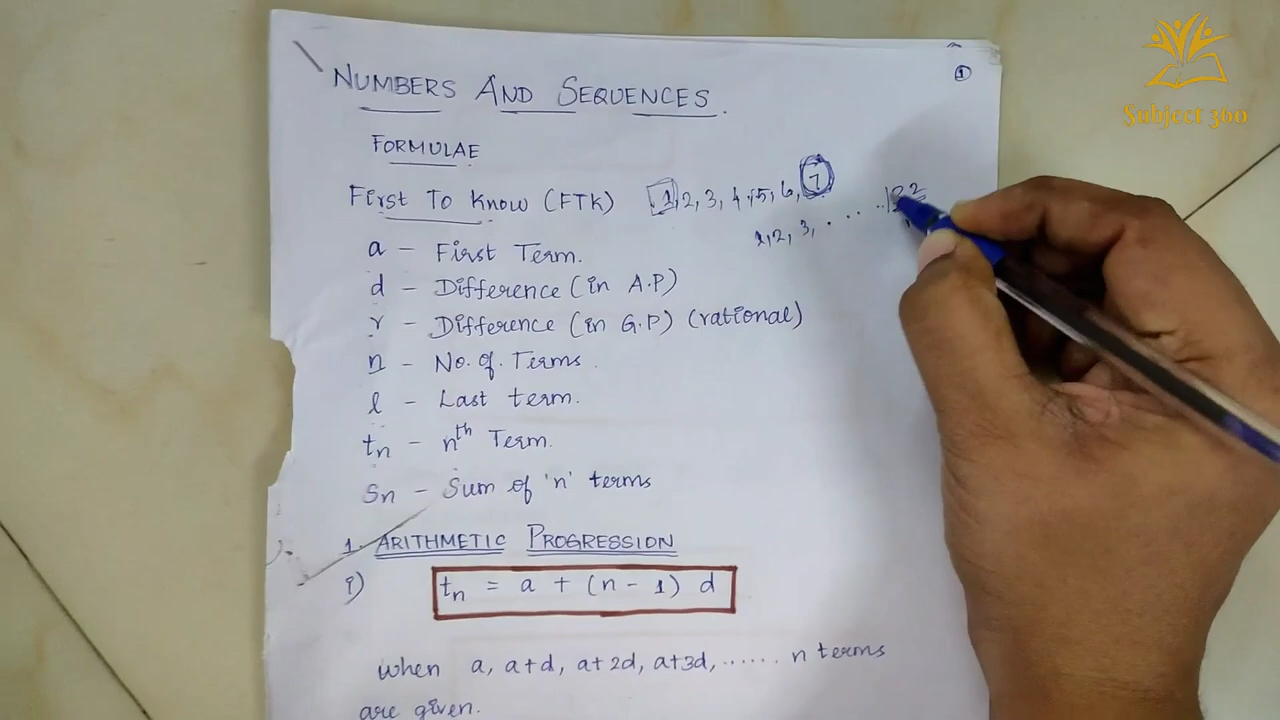 Subject 360
1
NUMBERS AND SEQUENCES.
FORMULAE
First To Know (FTK) 1,2,3,4,5,6,7
1,2,3,.....
a - First Term.
d - Difference (in A.P)
r - Difference (in G.P) (rational)
n - No.of.Terms.
l - Last term.
tn - nth Term.
Sn - Sum of 'n' terms
1. ARITHMETIC PROGRESSION
i) tn = a + (n - 1) d
when a, a+d, a+2d, a+3d,...... n terms
are given.